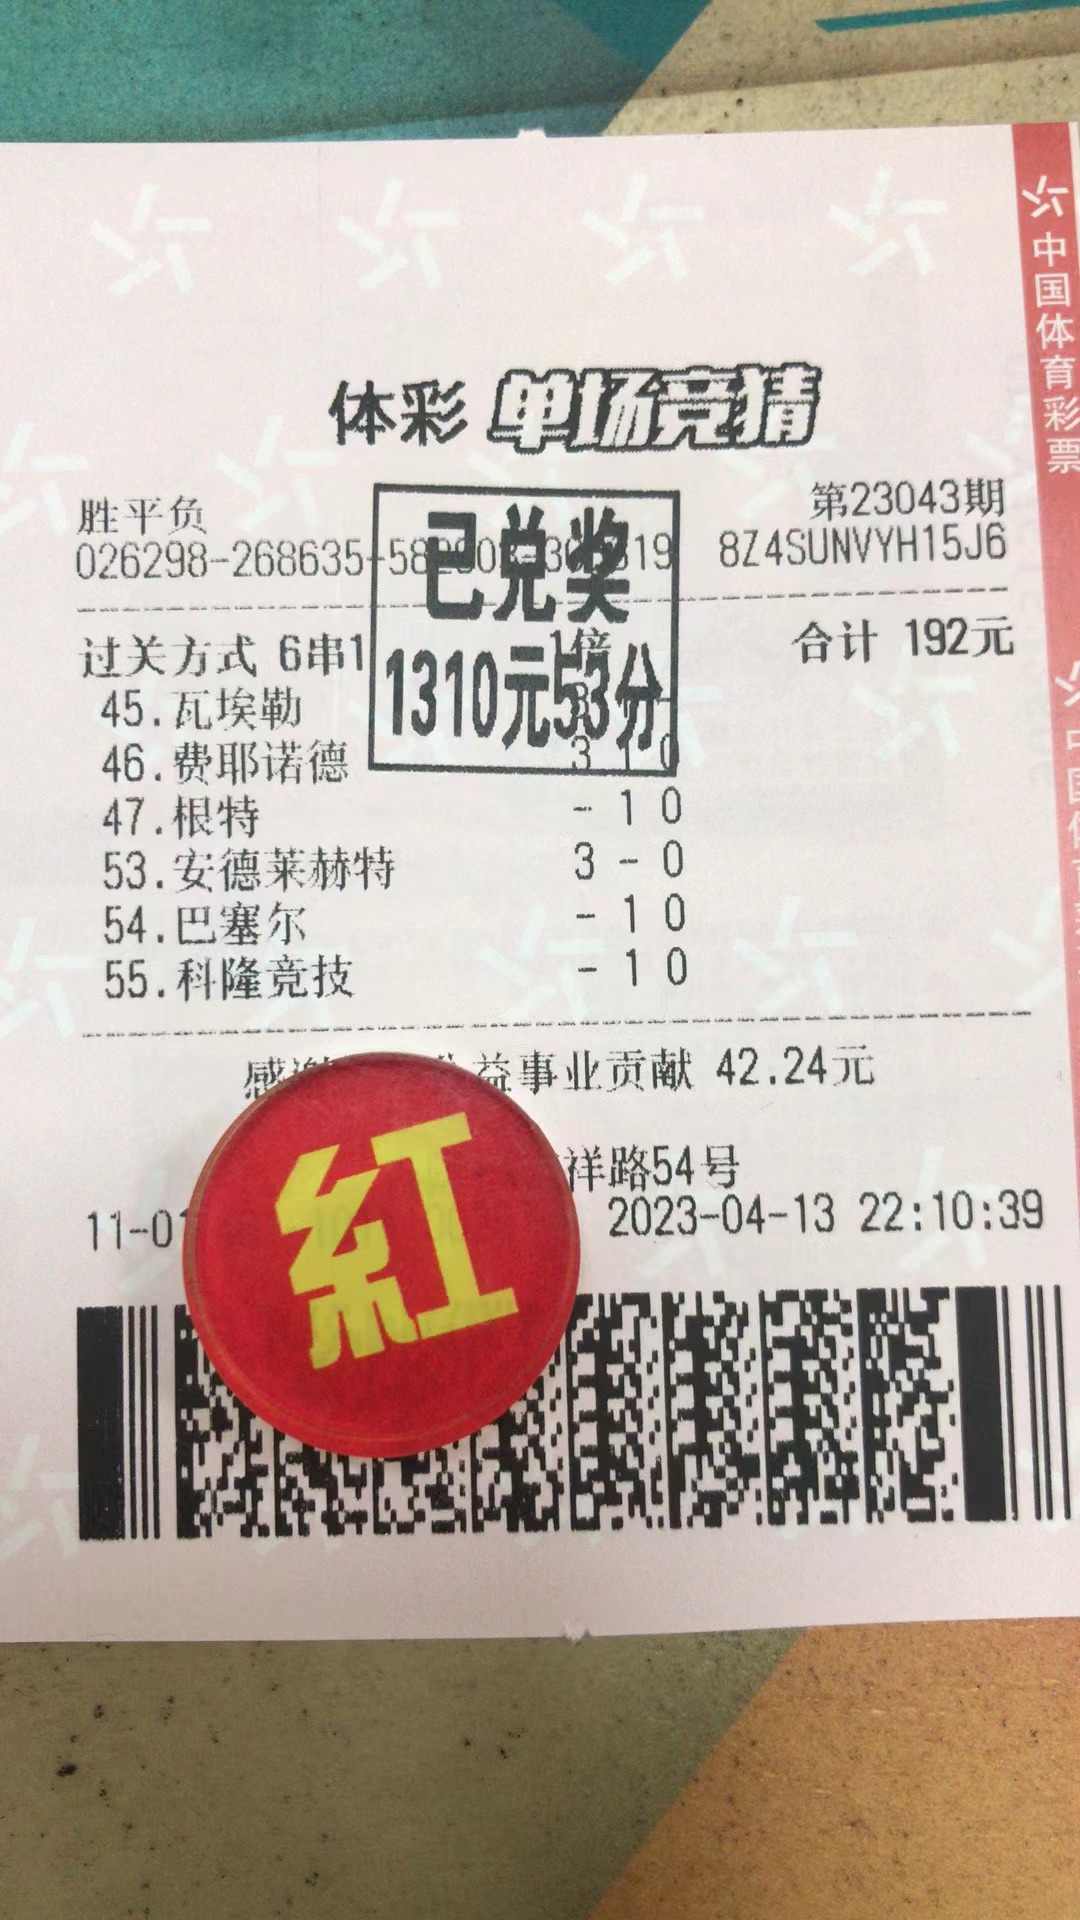 中国体育彩票
体彩 单场竞猜
胜平负
第23043期
026298-268635-58
19 8Z4SUNVYH15J6
已兑奖
1310元53分
过关方式 6串1 1倍 合计 192元
45.瓦埃勒
46.费耶诺德 3 1 0
47.根特 - 1 0
53.安德莱赫特 3 - 0
54.巴塞尔 - 1 0
55.科隆竞技 - 1 0
感谢 益事业贡献 42.24元
祥路54号
11-01 2023-04-13 22:10:39
紅